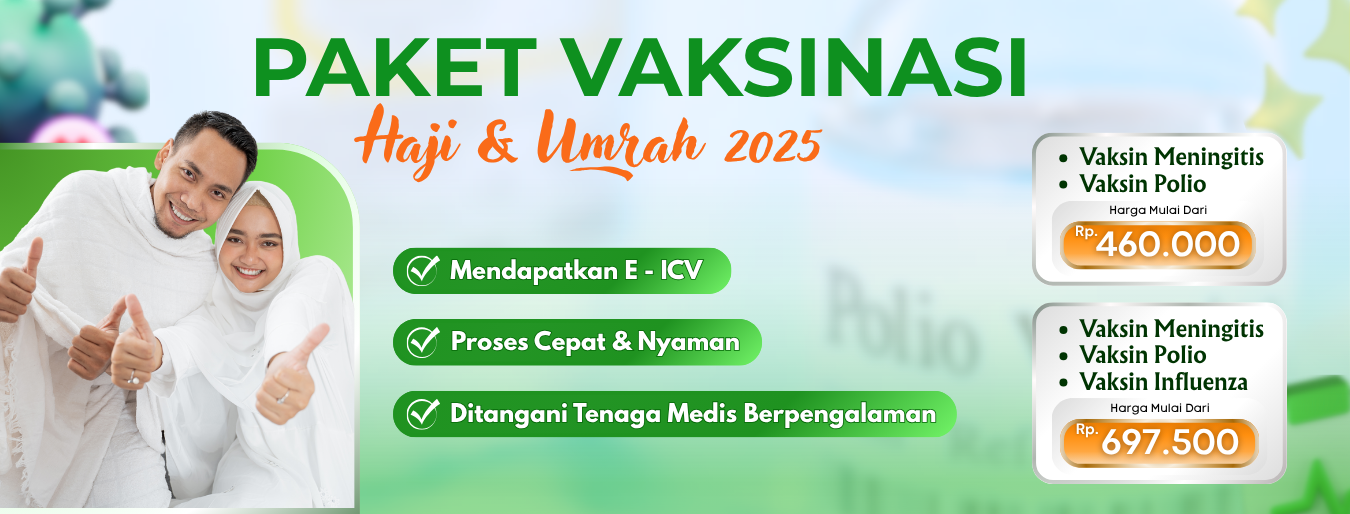 PAKET VAKSINASI
Haji & Umrah 2025
Mendapatkan E - ICV
Proses Cepat & Nyaman
Ditangani Tenaga Medis Berpengalaman
• Vaksin Meningitis
• Vaksin Polio
Harga Mulai Dari
Rp. 460.000
• Vaksin Meningitis
• Vaksin Polio
• Vaksin Influenza
Harga Mulai Dari
Rp. 697.500
Polio